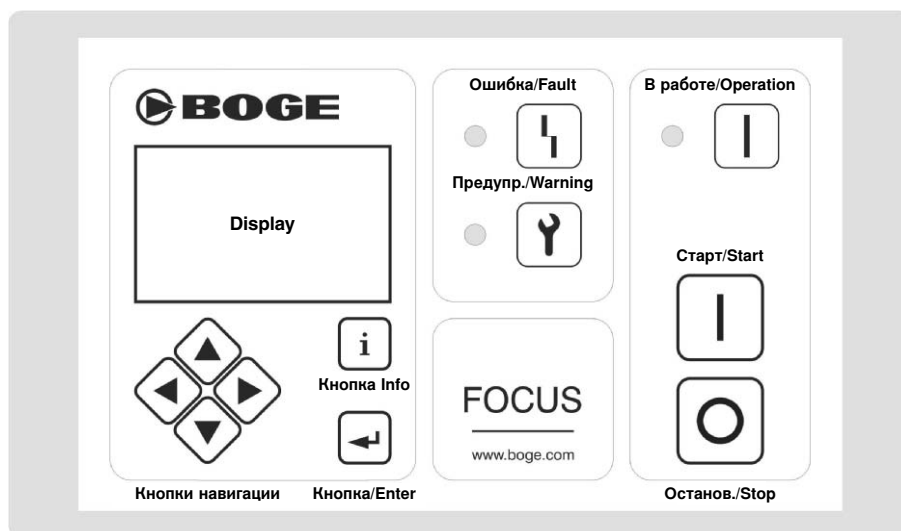 BOGE
Display
i
Кнопка Info
Кнопки навигации
Кнопка/Enter
Ошибка/Fault
Предупр./Warning
FOCUS
www.boge.com
В работе/Operation
Старт/Start
Останов./Stop